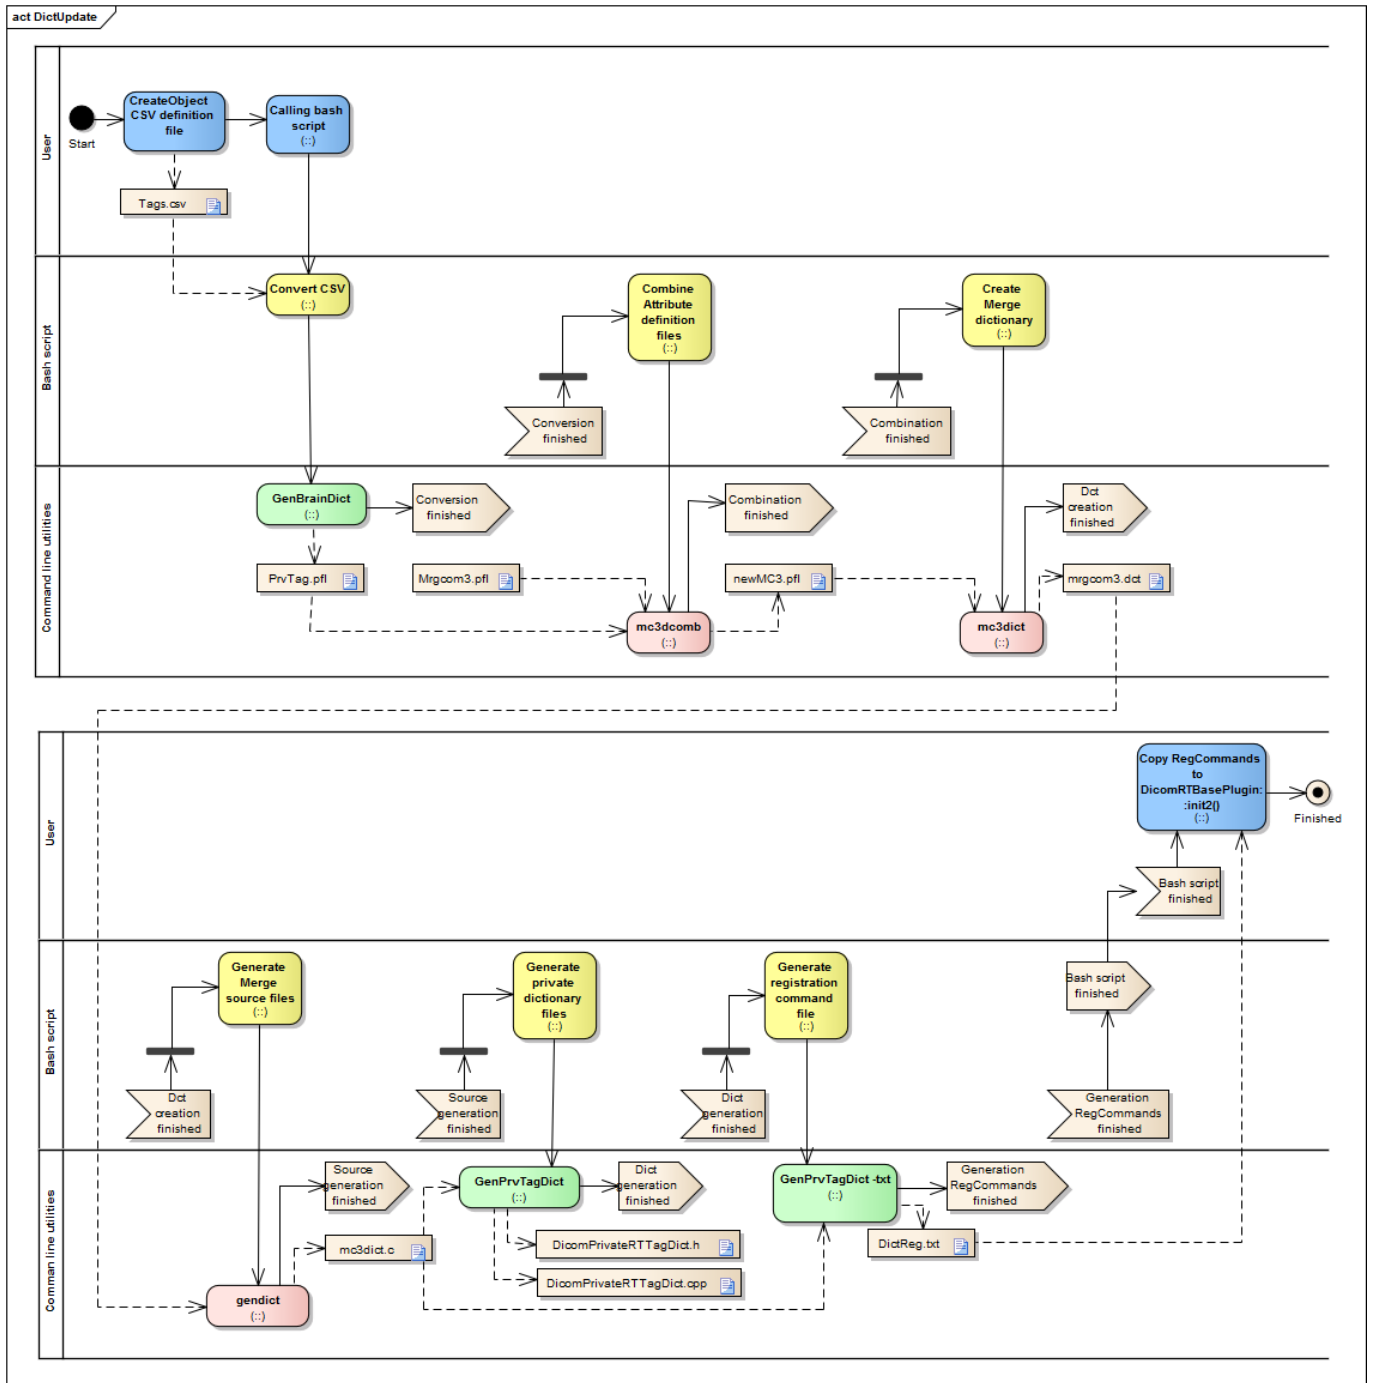 act DictUpdate
User
Start
CreateObject
CSV definition
file
Calling bash
script
(::)
Tags.csv
Bash script
Convert CSV
(::)
Combine
Attribute
definition
files
(::)
Create
Merge
dictionary
(::)
Conversion
finished
Combination
finished
Command line utilities
GenBrainDict
(::)
Conversion
finished
Combination
finished
Dct
creation
finished
PrvTag.pfl
Mrgcom3.pfl
newMC3.pfl
mrgcom3.dct
mc3dcomb
(::)
mc3dict
(::)
User
Copy RegCommands
to
DicomRTBasePlugin:
:init2()
(::)
Finished
Bash script
finished
Bash script
Generate
Merge
source files
(::)
Generate
private
dictionary
files
(::)
Generate
registration
command
file
(::)
Bash script
finished
Dct
creation
finished
Source
generation
finished
Dict
generation
finished
Generation
RegCommands
finished
Comman line utilities
Source
generation
finished
GenPrvTagDict
(::)
Dict
generation
finished
GenPrvTagDict -txt
(::)
Generation
RegCommands
finished
mc3dict.c
DicomPrivateRTTagDict.h
DictReg.txt
DicomPrivateRTTagDict.cpp
gendict
(::)